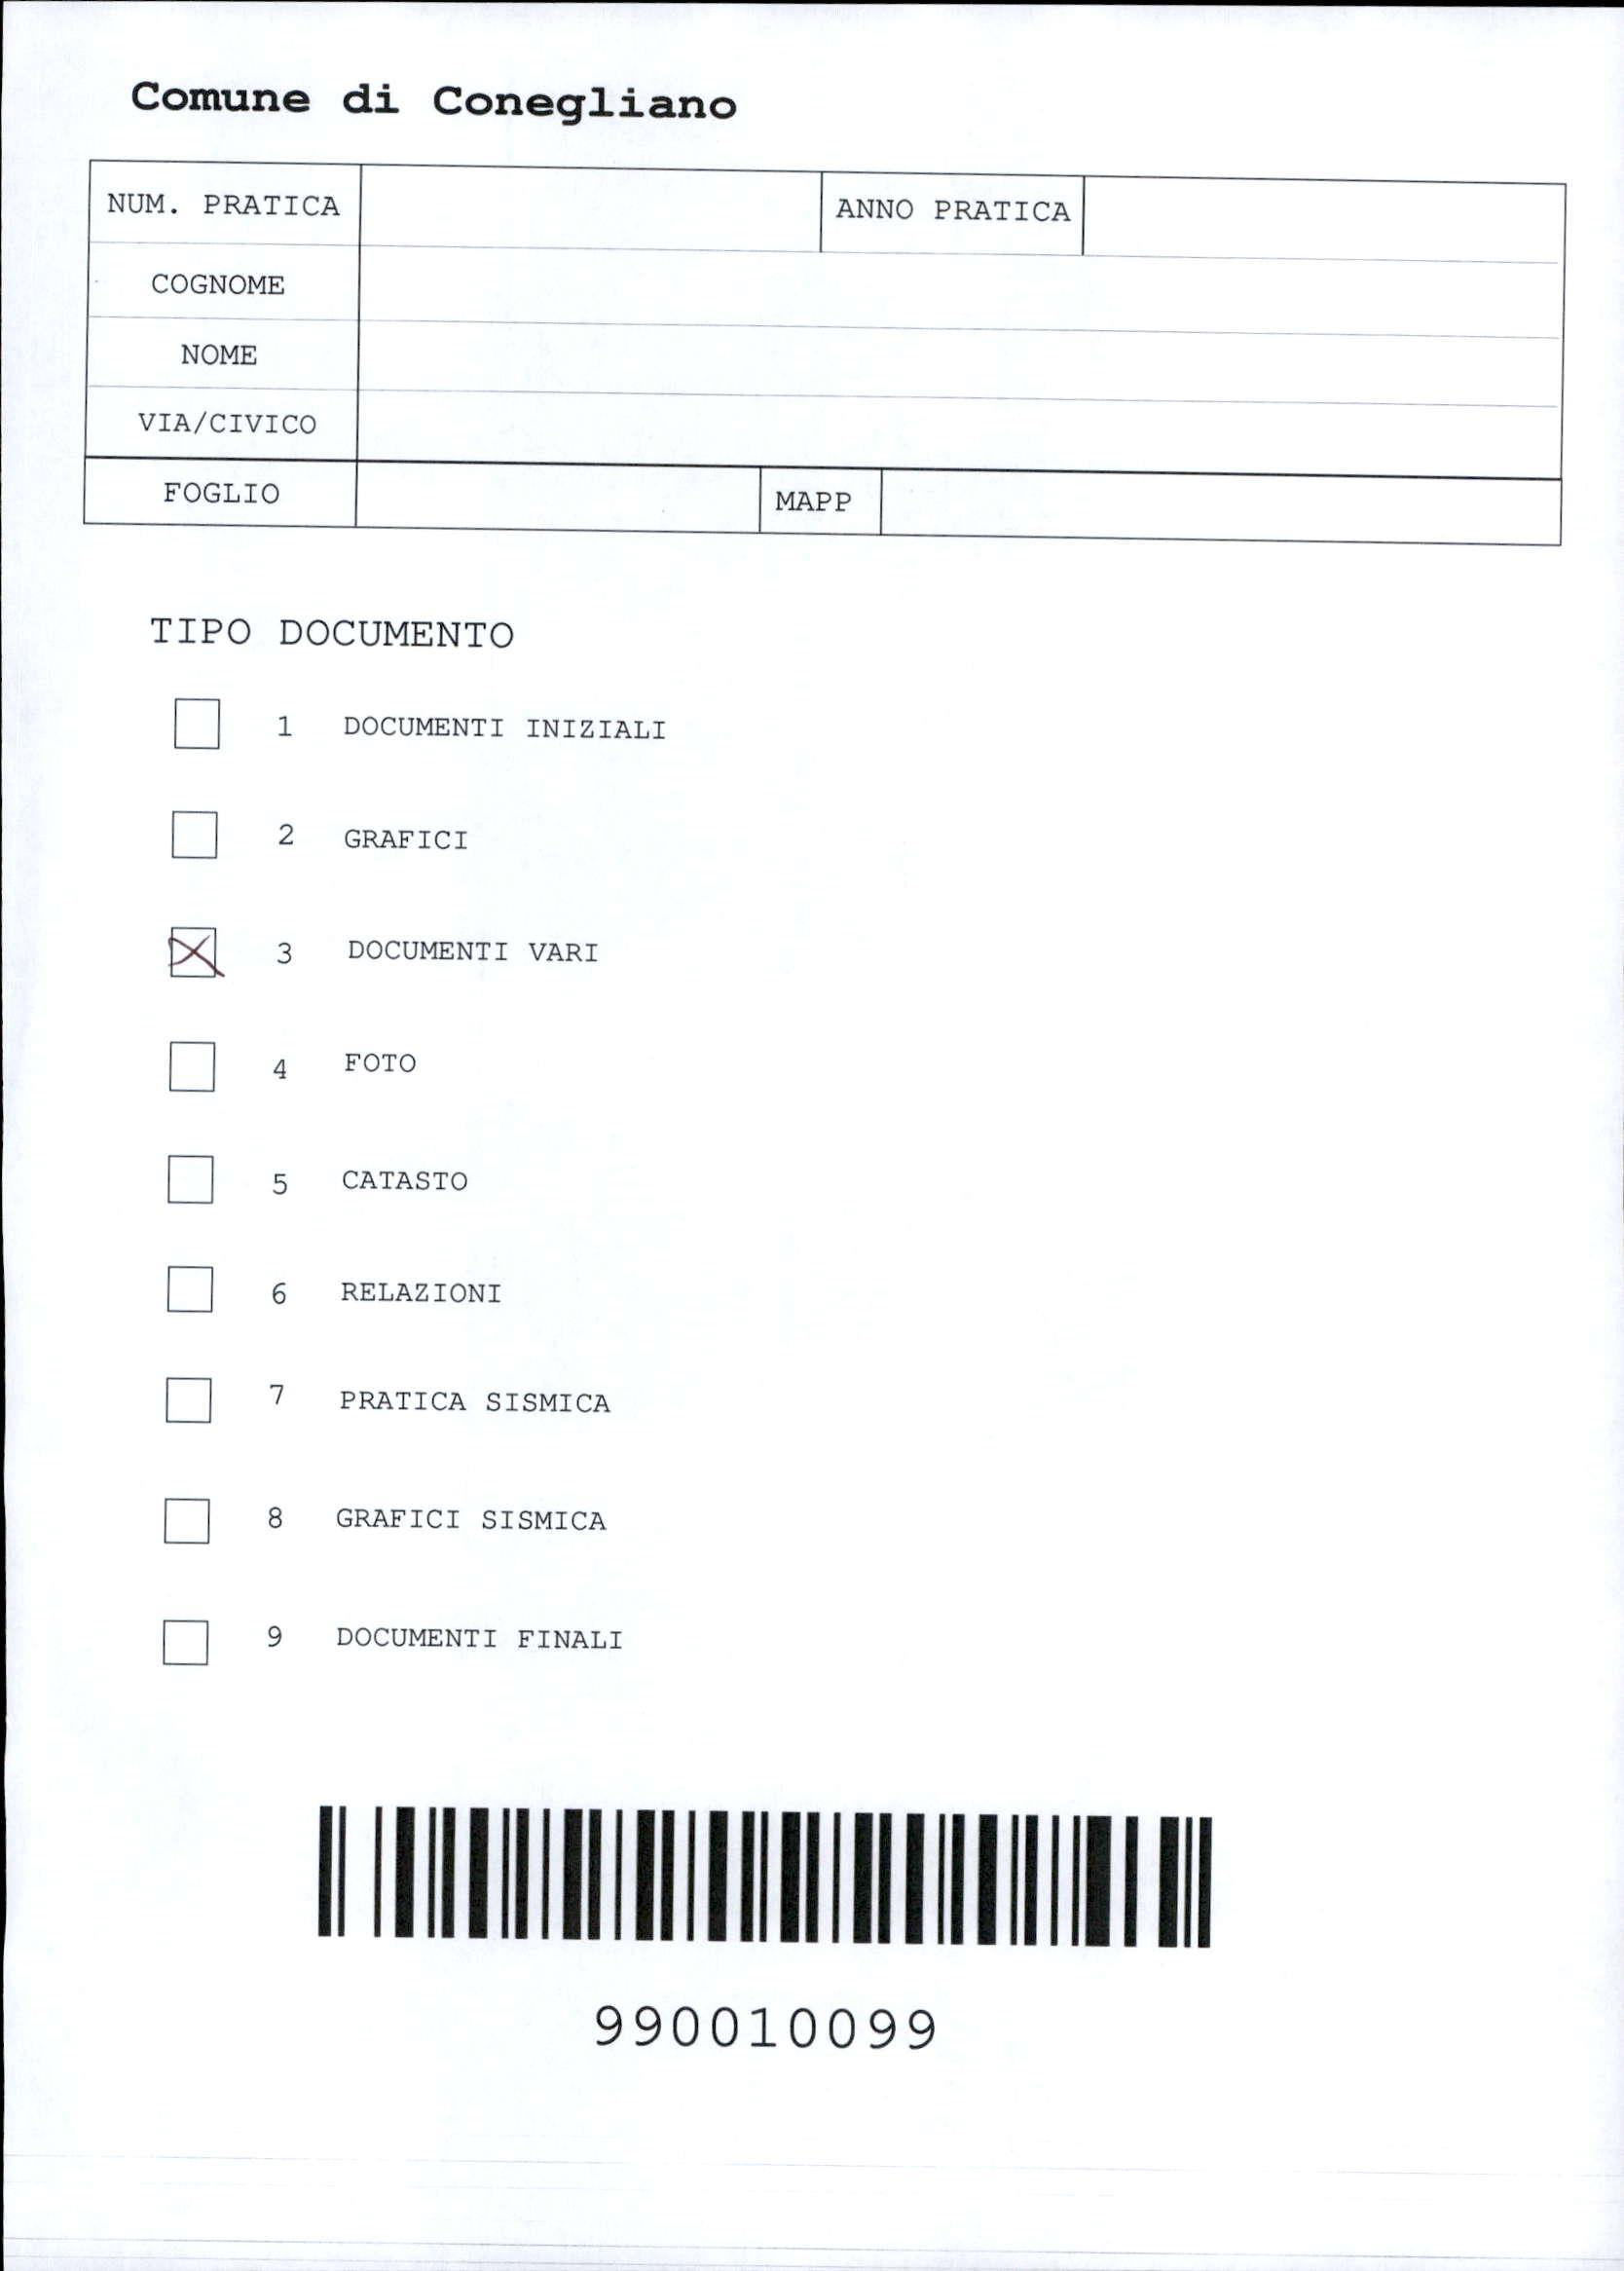 Comune di Conegliano
NUM. PRATICA ANNO PRATICA
COGNOME
NOME
VIA/CIVICO
FOGLIO MAPP
TIPO DOCUMENTO
1 DOCUMENTI INIZIALI
2 GRAFICI
3 DOCUMENTI VARI
4 FOTO
5 CATASTO
6 RELAZIONI
7 PRATICA SISMICA
8 GRAFICI SISMICA
9 DOCUMENTI FINALI
990010099